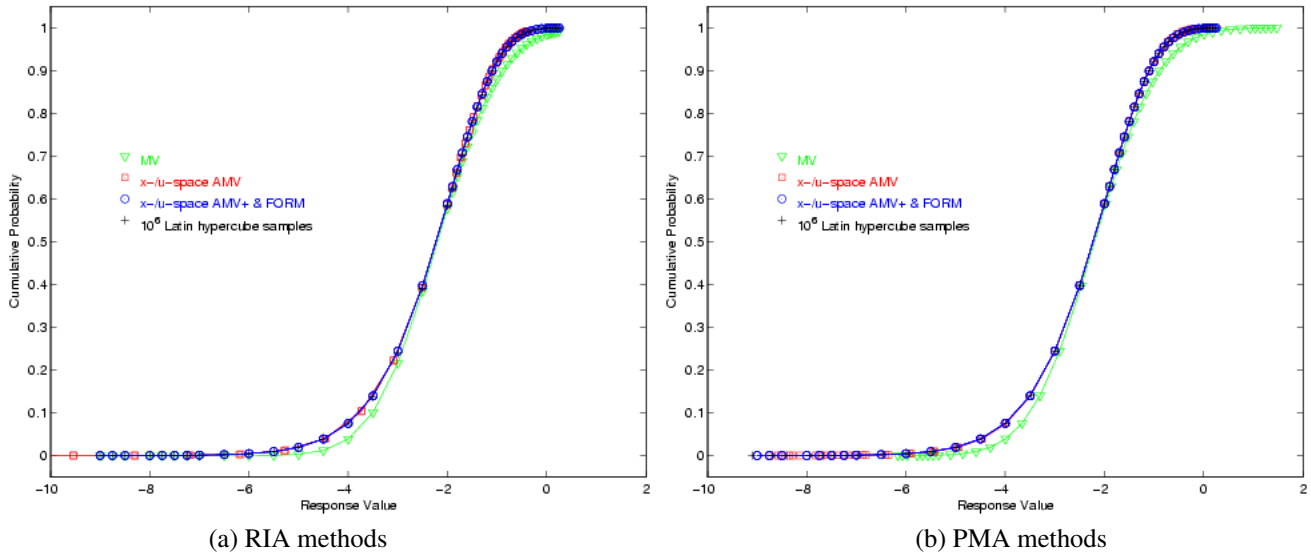 1
0.9
0.8
0.7
0.6
0.5
0.4
0.3
0.2
0.1
0
Cumulative Probability
MV
x-/u-space AMV
x-/u-space AMV+ & FORM
10⁶ Latin hypercube samples
-10 -8 -6 -4 -2 0 2
Response Value
(a) RIA methods
1
0.9
0.8
0.7
0.6
0.5
0.4
0.3
0.2
0.1
0
Cumulative Probability
MV
x-/u-space AMV
x-/u-space AMV+ & FORM
10⁶ Latin hypercube samples
-10 -8 -6 -4 -2 0 2
Response Value
(b) PMA methods